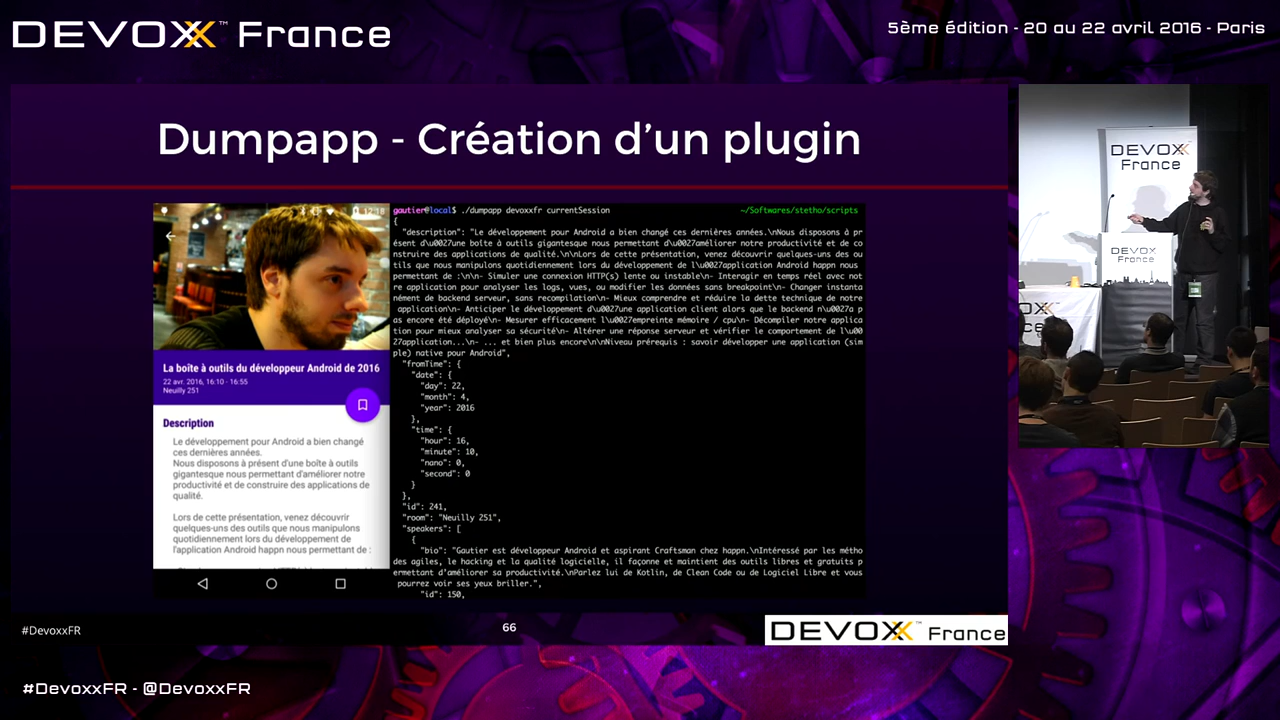 DEVOXX™ France
5ème édition - 20 au 22 avril 2016 - Paris
Dumpapp - Création d’un plugin
12:18
La boîte à outils du développeur Android de 2016
22 avr. 2016, 16:10 - 16:55
Neuilly 251
Description
Le développement pour Android a bien changé
ces dernières années.
Nous disposons à présent d'une boîte à outils
gigantesque nous permettant d'améliorer notre
productivité et de construire des applications de
qualité.
Lors de cette présentation, venez découvrir
quelques-uns des outils que nous manipulons
quotidiennement lors du développement de
l'application Android happn nous permettant de :
gautier@local$ ./dumpapp devoxxfr currentSession
~/Softwares/stetho/scripts
{
"description": "Le développement pour Android a bien changé ces dernières années.\nNous disposons à pr
ésent d\u0027une boîte à outils gigantesque nous permettant d\u0027améliorer notre productivité et de co
nstruire des applications de qualité.\n\nLors de cette présentation, venez découvrir quelques-uns des ou
tils que nous manipulons quotidiennement lors du développement de l\u0027application Android happn nous
permettant de :\n\n- Simuler une connexion HTTP(s) lente ou instable\n- Interagir en temps réel avec not
re application pour analyser les logs, vues, ou modifier les données sans breakpoint\n- Changer instanta
nément de backend serveur, sans recompilation\n- Mieux comprendre et réduire la dette technique de notre
application\n- Anticiper le développement d\u0027une application client alors que le backend n\u0027a p
as encore été déployé\n- Mesurer efficacement l\u0027empreinte mémoire / cpu\n- Décompiler notre applica
tion pour mieux analyser sa sécurité\n- Altérer une réponse serveur et vérifier le comportement de l\u00
27application...\n- ... et bien plus encore\n\nNiveau prérequis : savoir développer une application (sim
ple) native pour Android",
"fromTime": {
"date": {
"day": 22,
"month": 4,
"year": 2016
},
"time": {
"hour": 16,
"minute": 10,
"nano": 0,
"second": 0
}
},
"id": 241,
"room": "Neuilly 251",
"speakers": [
{
"bio": "Gautier est développeur Android et aspirant Craftsman chez happn.\nIntéressé par les métho
des agiles, le hacking et la qualité logicielle, il façonne et maintient des outils libres et gratuits p
ermettant d'améliorer sa productivité.\nParlez lui de Kotlin, de Clean Code ou de Logiciel Libre et vous
pourrez voir ses yeux briller.",
"id": 150,
DEVOXX
France
DEVOXX
France
#DevoxxFR
66
DEVOXX France
#DevoxxFR - @DevoxxFR